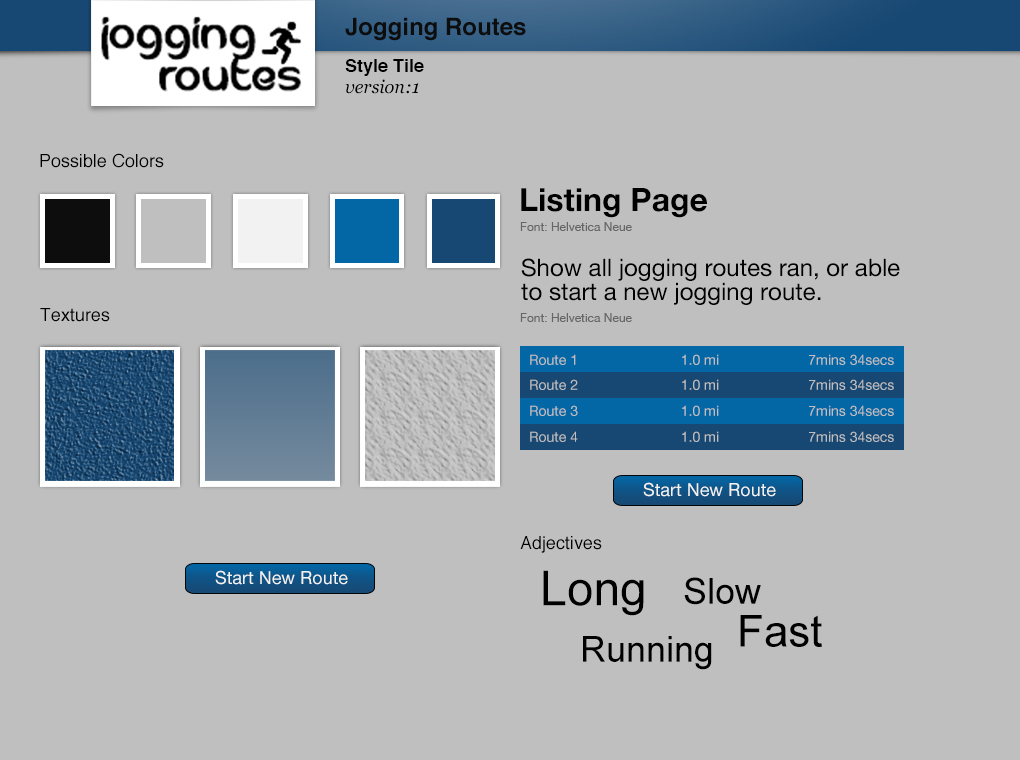 jogging
routes
Jogging Routes
Style Tile
version:1
Possible Colors
Textures
Start New Route
Listing Page
Font: Helvetica Neue
Show all jogging routes ran, or able
to start a new jogging route.
Font: Helvetica Neue
Route 1 1.0 mi 7mins 34secs
Route 2 1.0 mi 7mins 34secs
Route 3 1.0 mi 7mins 34secs
Route 4 1.0 mi 7mins 34secs
Start New Route
Adjectives
Long Slow
Fast
Running